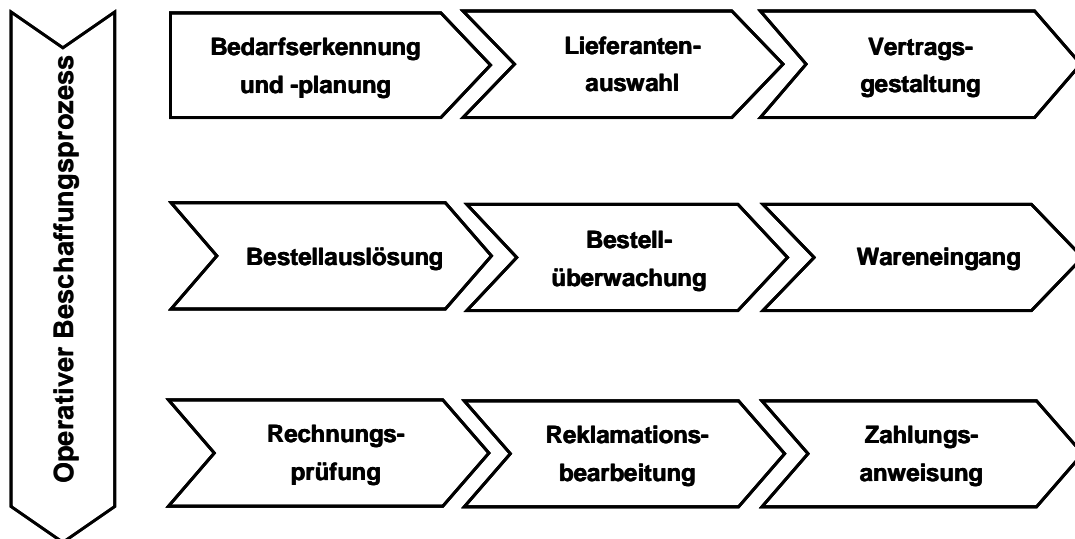 Operativer Beschaffungsprozess
Bedarfserkennung
und -planung
Lieferanten-
auswahl
Vertrags-
gestaltung
Bestellauslösung
Bestell-
überwachung
Wareneingang
Rechnungs-
prüfung
Reklamations-
bearbeitung
Zahlungs-
anweisung